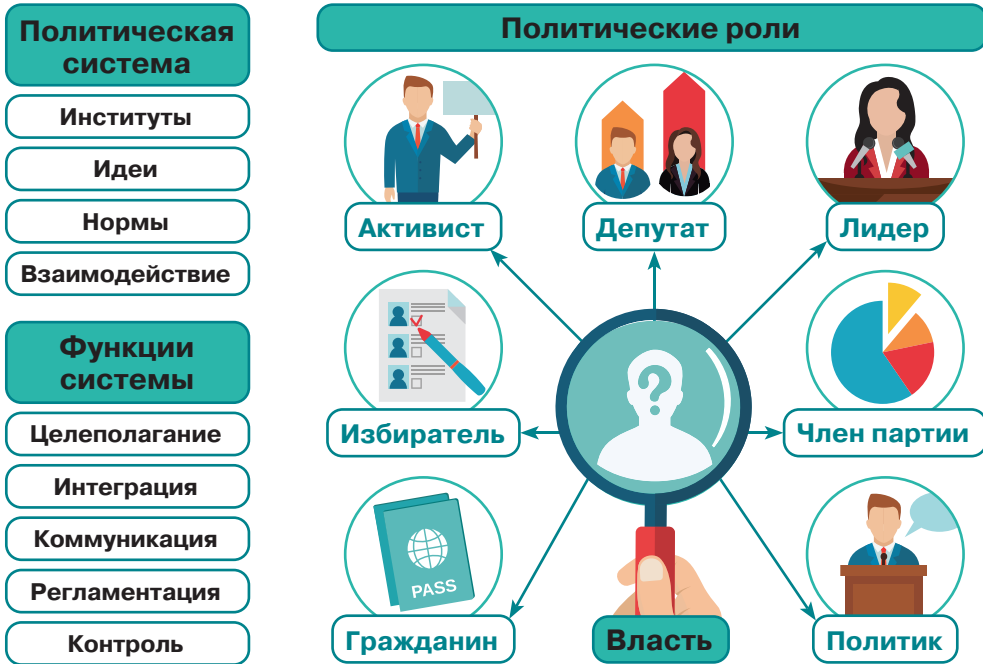 Политическая
система
Институты
Идеи
Нормы
Взаимодействие
Функции
системы
Целеполагание
Интеграция
Коммуникация
Регламентация
Контроль
Политические роли
Активист
Депутат
Лидер
Избиратель
?
Член партии
PASS
Гражданин
Власть
Политик